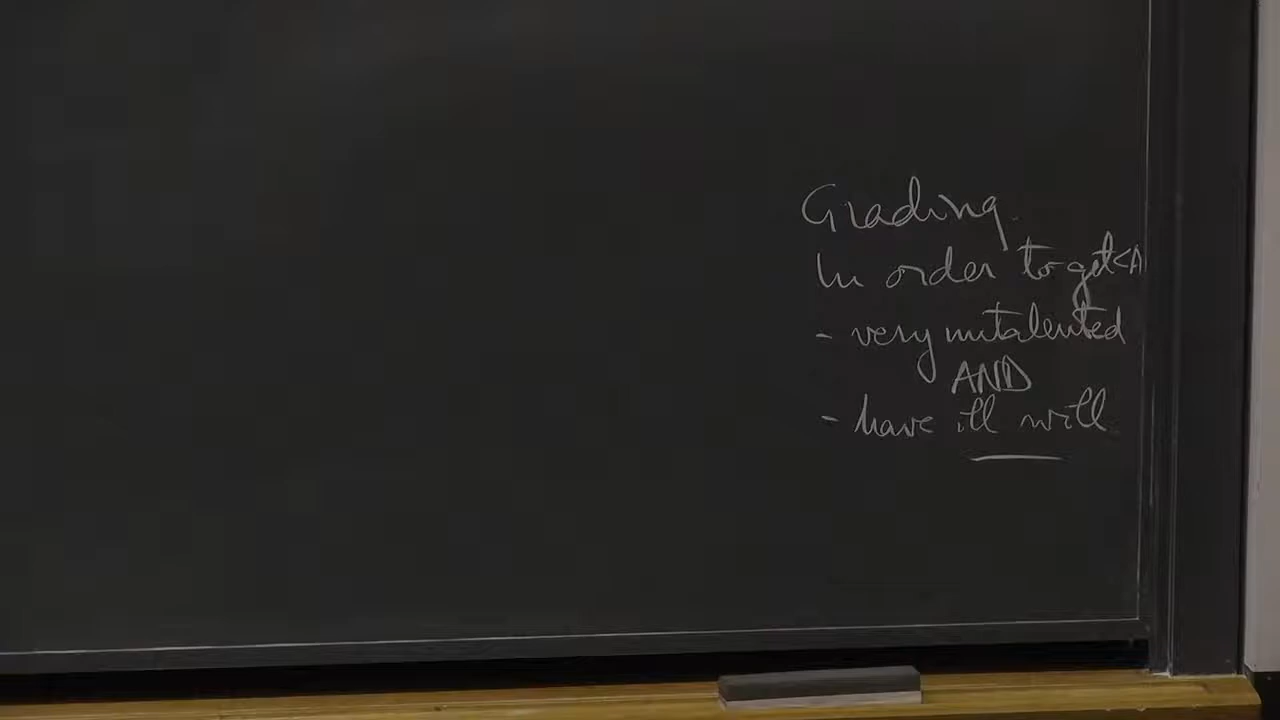 Grading.
In order to get <A
- very untalented
AND
- have ill will